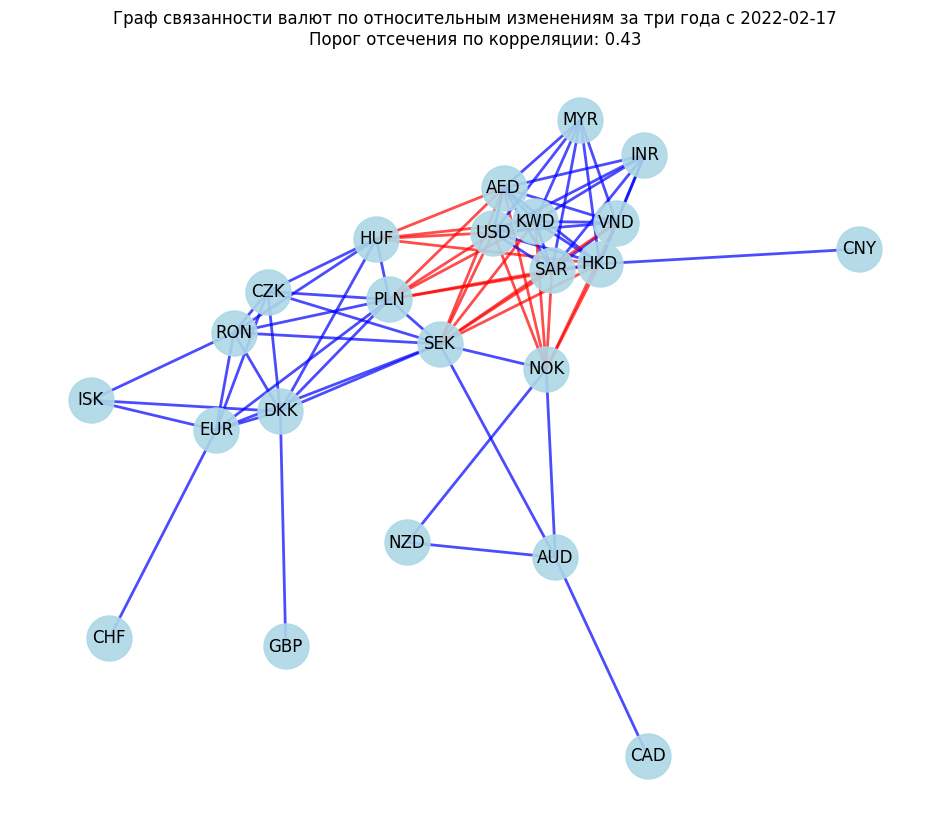 Граф связанности валют по относительным изменениям за три года с 2022-02-17
Порог отсечения по корреляции: 0.43
MYR
INR
AED
KWD
VND
USD
HUF
CNY
HKD
SAR
CZK
PLN
RON
SEK
NOK
ISK
DKK
EUR
NZD
AUD
CHF
GBP
CAD